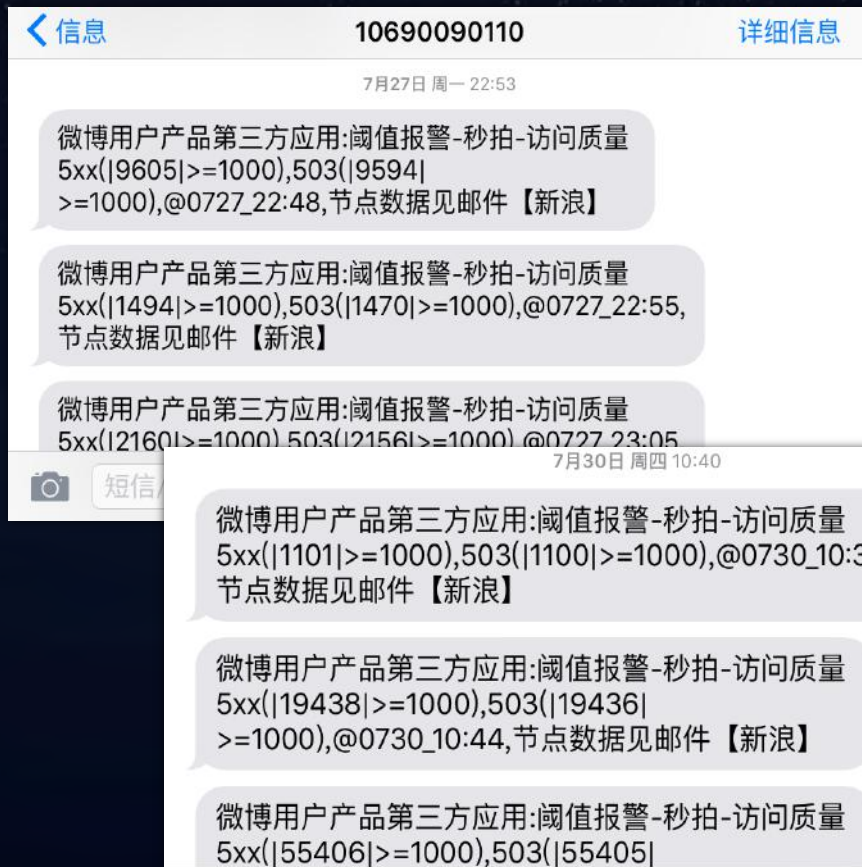 信息
10690090110
详细信息
7月27日 周一 22:53
微博用户产品第三方应用:阈值报警-秒拍-访问质量
5xx(|9605|>=1000),503(|9594|
>=1000),@0727_22:48,节点数据见邮件【新浪】
微博用户产品第三方应用:阈值报警-秒拍-访问质量
5xx(|1494|>=1000),503(|1470|>=1000),@0727_22:55,
节点数据见邮件【新浪】
微博用户产品第三方应用:阈值报警-秒拍-访问质量
5xx(|2160|>=1000),503(|2156|>=1000),@0727_23:05
短信/
7月30日 周四 10:40
微博用户产品第三方应用:阈值报警-秒拍-访问质量
5xx(|1101|>=1000),503(|1100|>=1000),@0730_10:3
节点数据见邮件【新浪】
微博用户产品第三方应用:阈值报警-秒拍-访问质量
5xx(|19438|>=1000),503(|19436|
>=1000),@0730_10:44,节点数据见邮件【新浪】
微博用户产品第三方应用:阈值报警-秒拍-访问质量
5xx(|55406|>=1000),503(|55405|